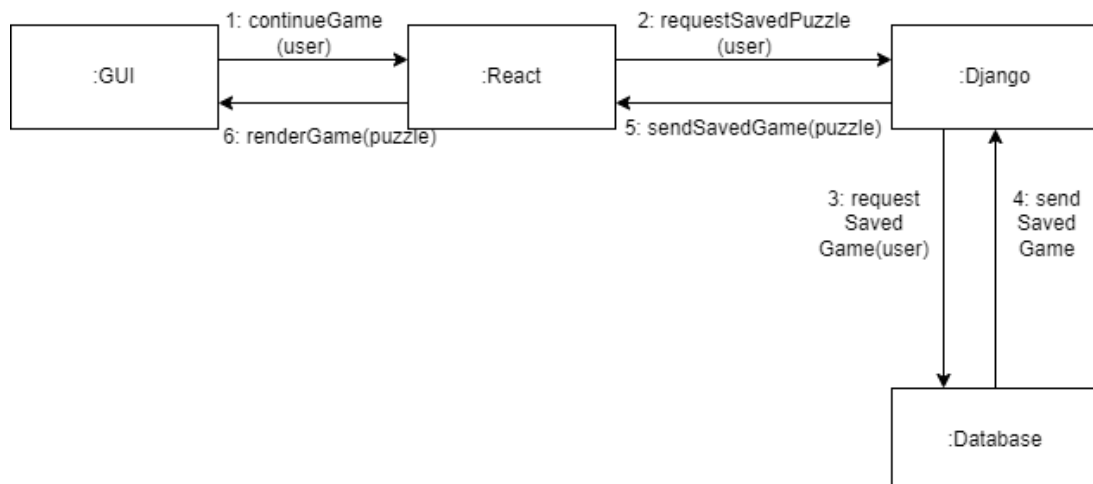 1: continueGame
(user)
2: requestSavedPuzzle
(user)
:GUI
:React
:Django
6: renderGame(puzzle)
5: sendSavedGame(puzzle)
3: request
Saved
Game(user)
4: send
Saved
Game
:Database